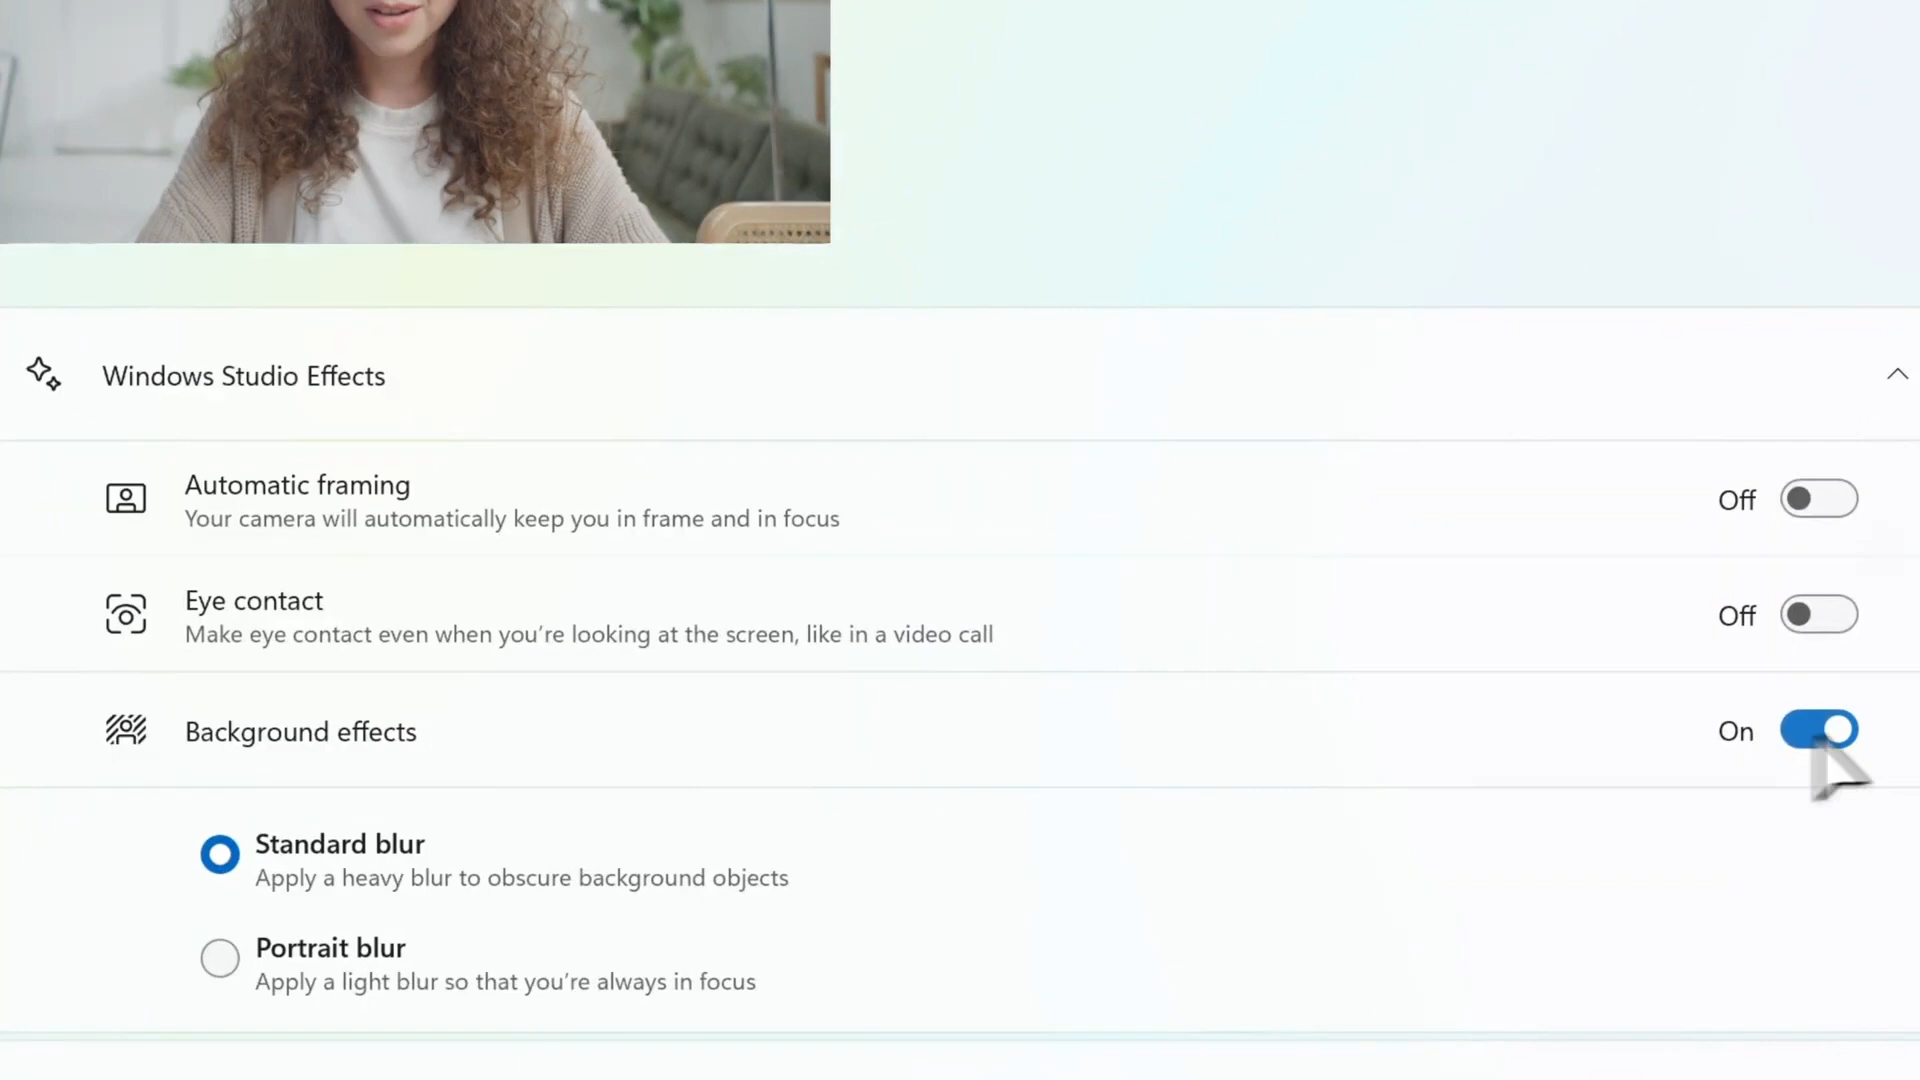 Windows Studio Effects
Automatic framing
Your camera will automatically keep you in frame and in focus
Off
Eye contact
Make eye contact even when you’re looking at the screen, like in a video call
Off
Background effects
On
Standard blur
Apply a heavy blur to obscure background objects
Portrait blur
Apply a light blur so that you’re always in focus